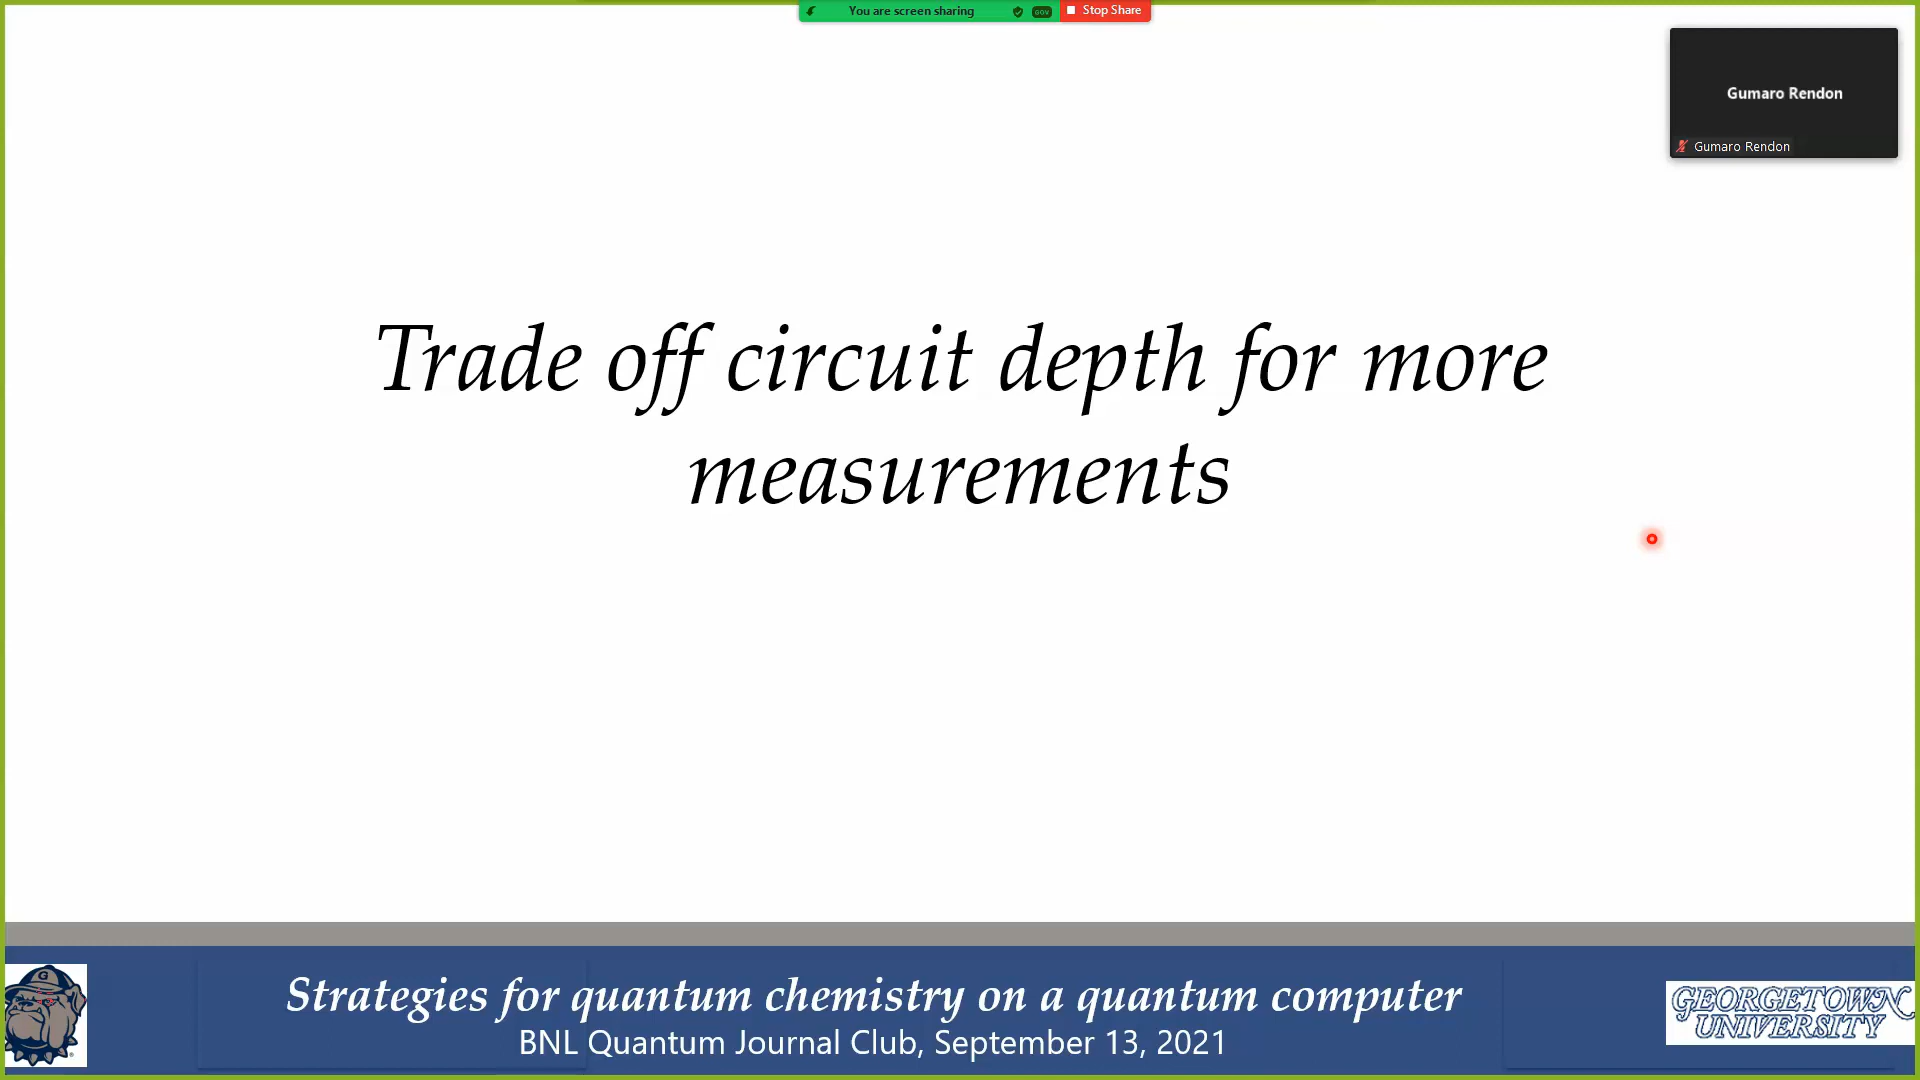 You are screen sharing
GOV
Stop Share
Gumaro Rendon
Gumaro Rendon
Trade off circuit depth for more
measurements
G
Strategies for quantum chemistry on a quantum computer
BNL Quantum Journal Club, September 13, 2021
GEORGETOWN
UNIVERSITY